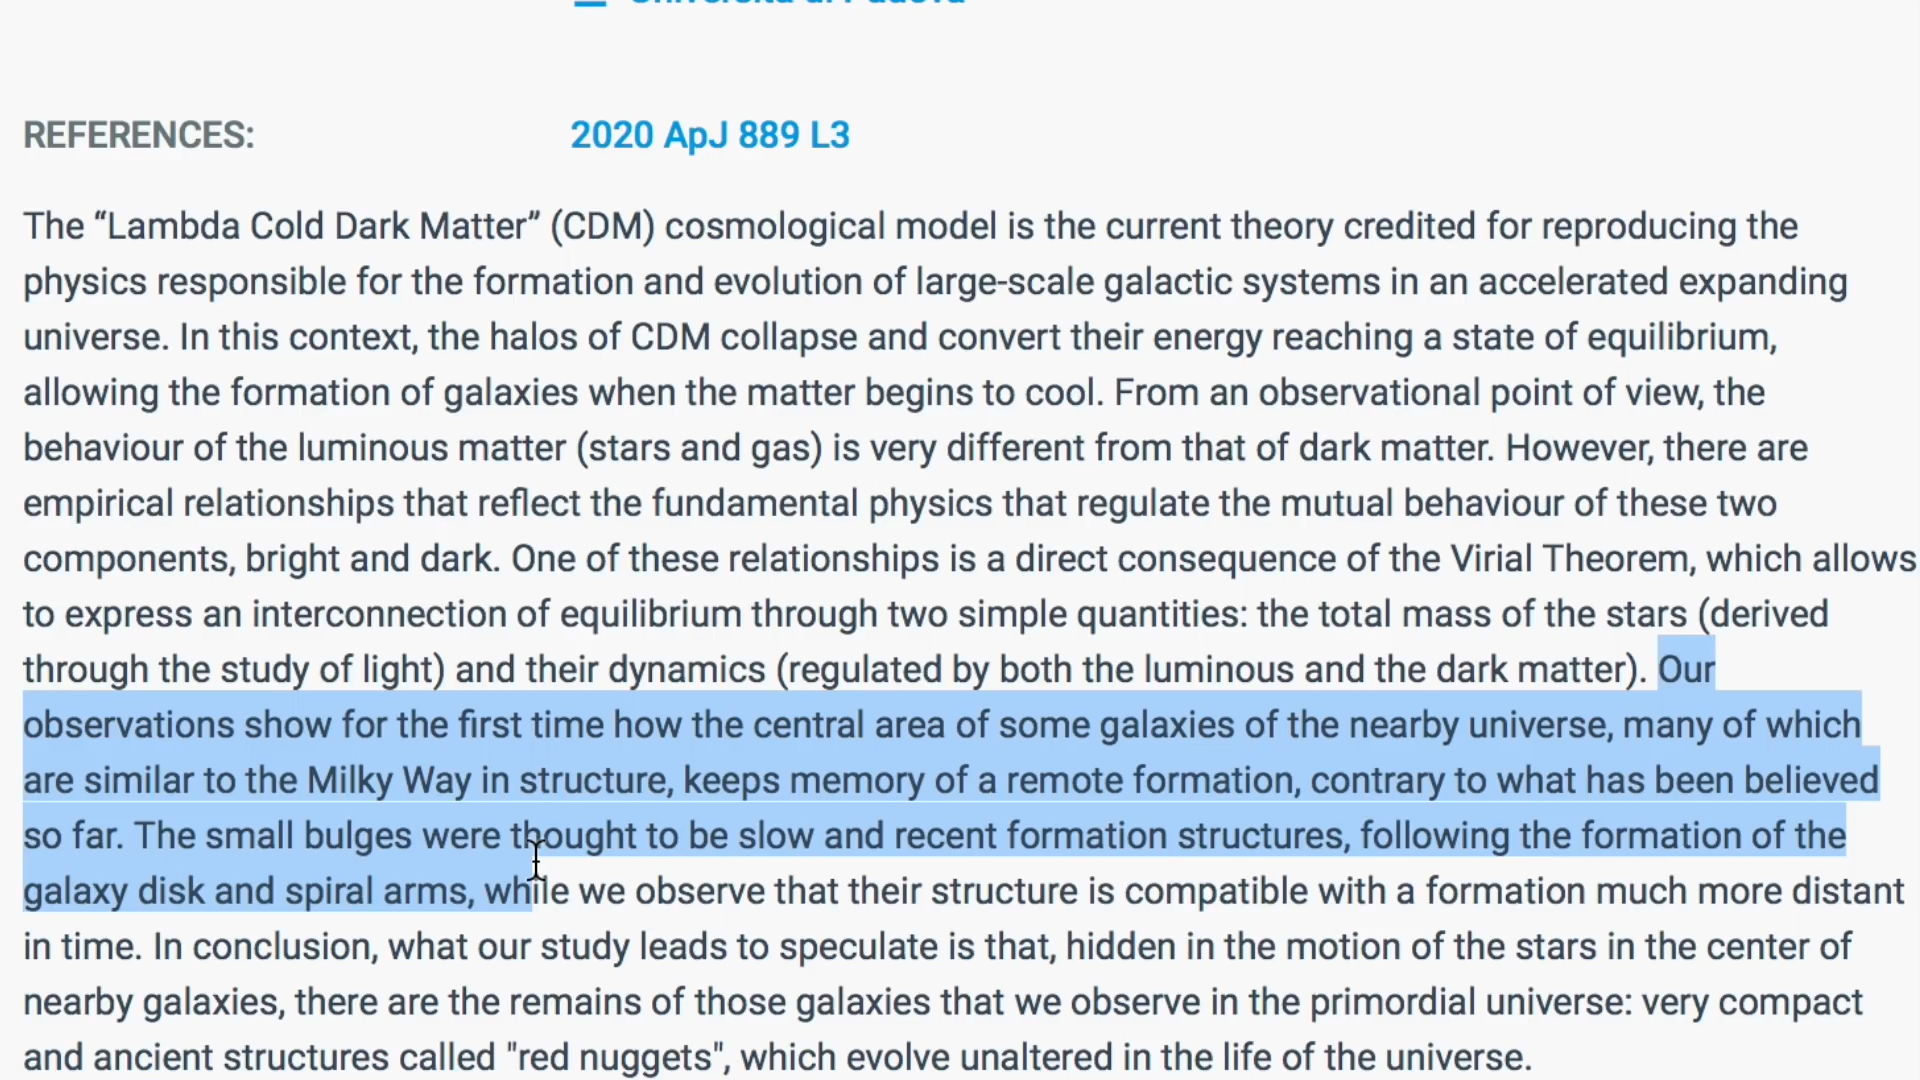 REFERENCES: 2020 ApJ 889 L3
The “Lambda Cold Dark Matter” (CDM) cosmological model is the current theory credited for reproducing the
physics responsible for the formation and evolution of large-scale galactic systems in an accelerated expanding
universe. In this context, the halos of CDM collapse and convert their energy reaching a state of equilibrium,
allowing the formation of galaxies when the matter begins to cool. From an observational point of view, the
behaviour of the luminous matter (stars and gas) is very different from that of dark matter. However, there are
empirical relationships that reflect the fundamental physics that regulate the mutual behaviour of these two
components, bright and dark. One of these relationships is a direct consequence of the Virial Theorem, which allows
to express an interconnection of equilibrium through two simple quantities: the total mass of the stars (derived
through the study of light) and their dynamics (regulated by both the luminous and the dark matter). Our
observations show for the first time how the central area of some galaxies of the nearby universe, many of which
are similar to the Milky Way in structure, keeps memory of a remote formation, contrary to what has been believed
so far. The small bulges were thought to be slow and recent formation structures, following the formation of the
galaxy disk and spiral arms, while we observe that their structure is compatible with a formation much more distant
in time. In conclusion, what our study leads to speculate is that, hidden in the motion of the stars in the center of
nearby galaxies, there are the remains of those galaxies that we observe in the primordial universe: very compact
and ancient structures called "red nuggets", which evolve unaltered in the life of the universe.